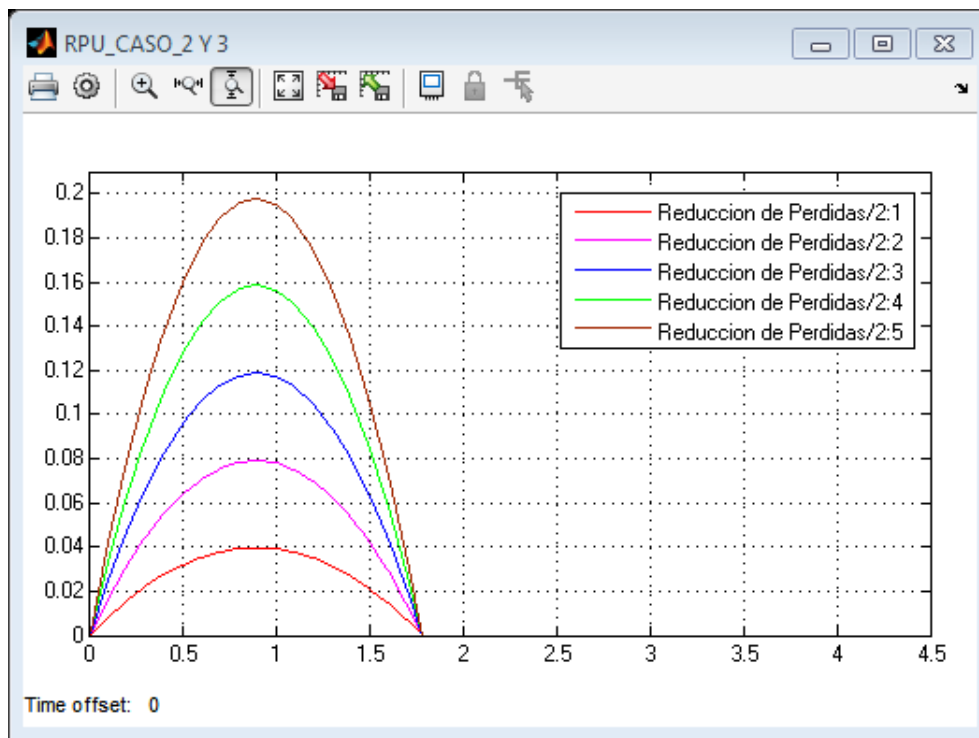 RPU_CASO_2 Y 3
0.2
0.18
0.16
0.14
0.12
0.1
0.08
0.06
0.04
0.02
0
0 0.5 1 1.5 2 2.5 3 3.5 4 4.5
Reduccion de Perdidas/2:1
Reduccion de Perdidas/2:2
Reduccion de Perdidas/2:3
Reduccion de Perdidas/2:4
Reduccion de Perdidas/2:5
Time offset: 0